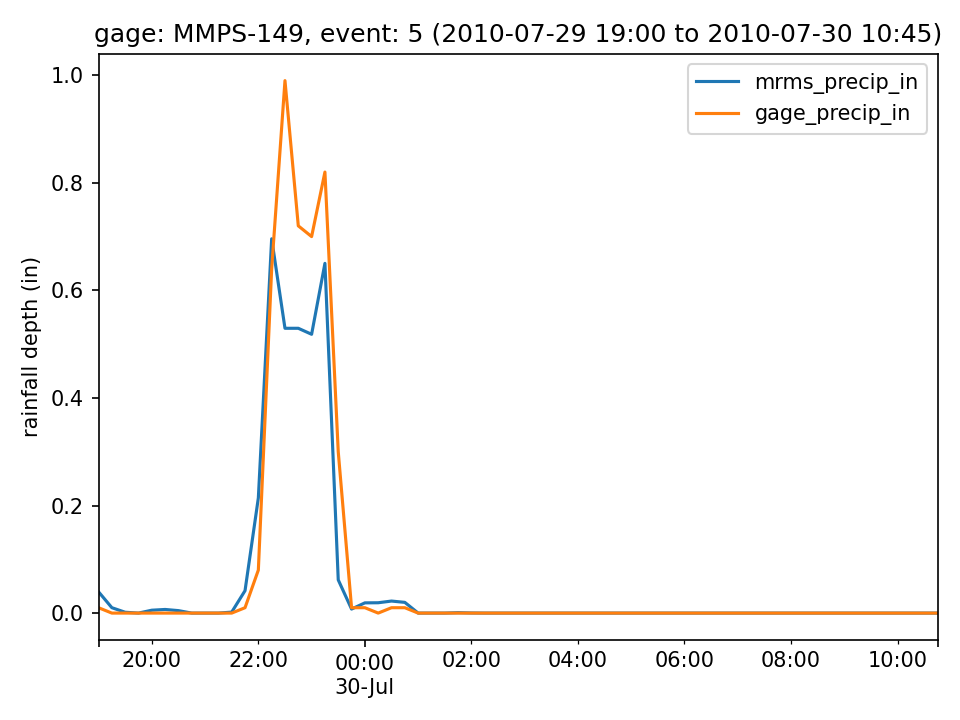 gage: MMPS-149, event: 5 (2010-07-29 19:00 to 2010-07-30 10:45)
mrms_precip_in
gage_precip_in
rainfall depth (in)
1.0
0.8
0.6
0.4
0.2
0.0
20:00 22:00 00:00 02:00 04:00 06:00 08:00 10:00
30-Jul